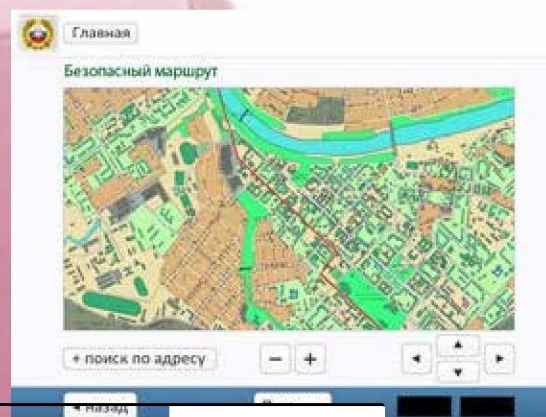 Главная
Безопасный маршрут
+ поиск по адресу
− +
◄ ▲ ▼ ►
◄ назад